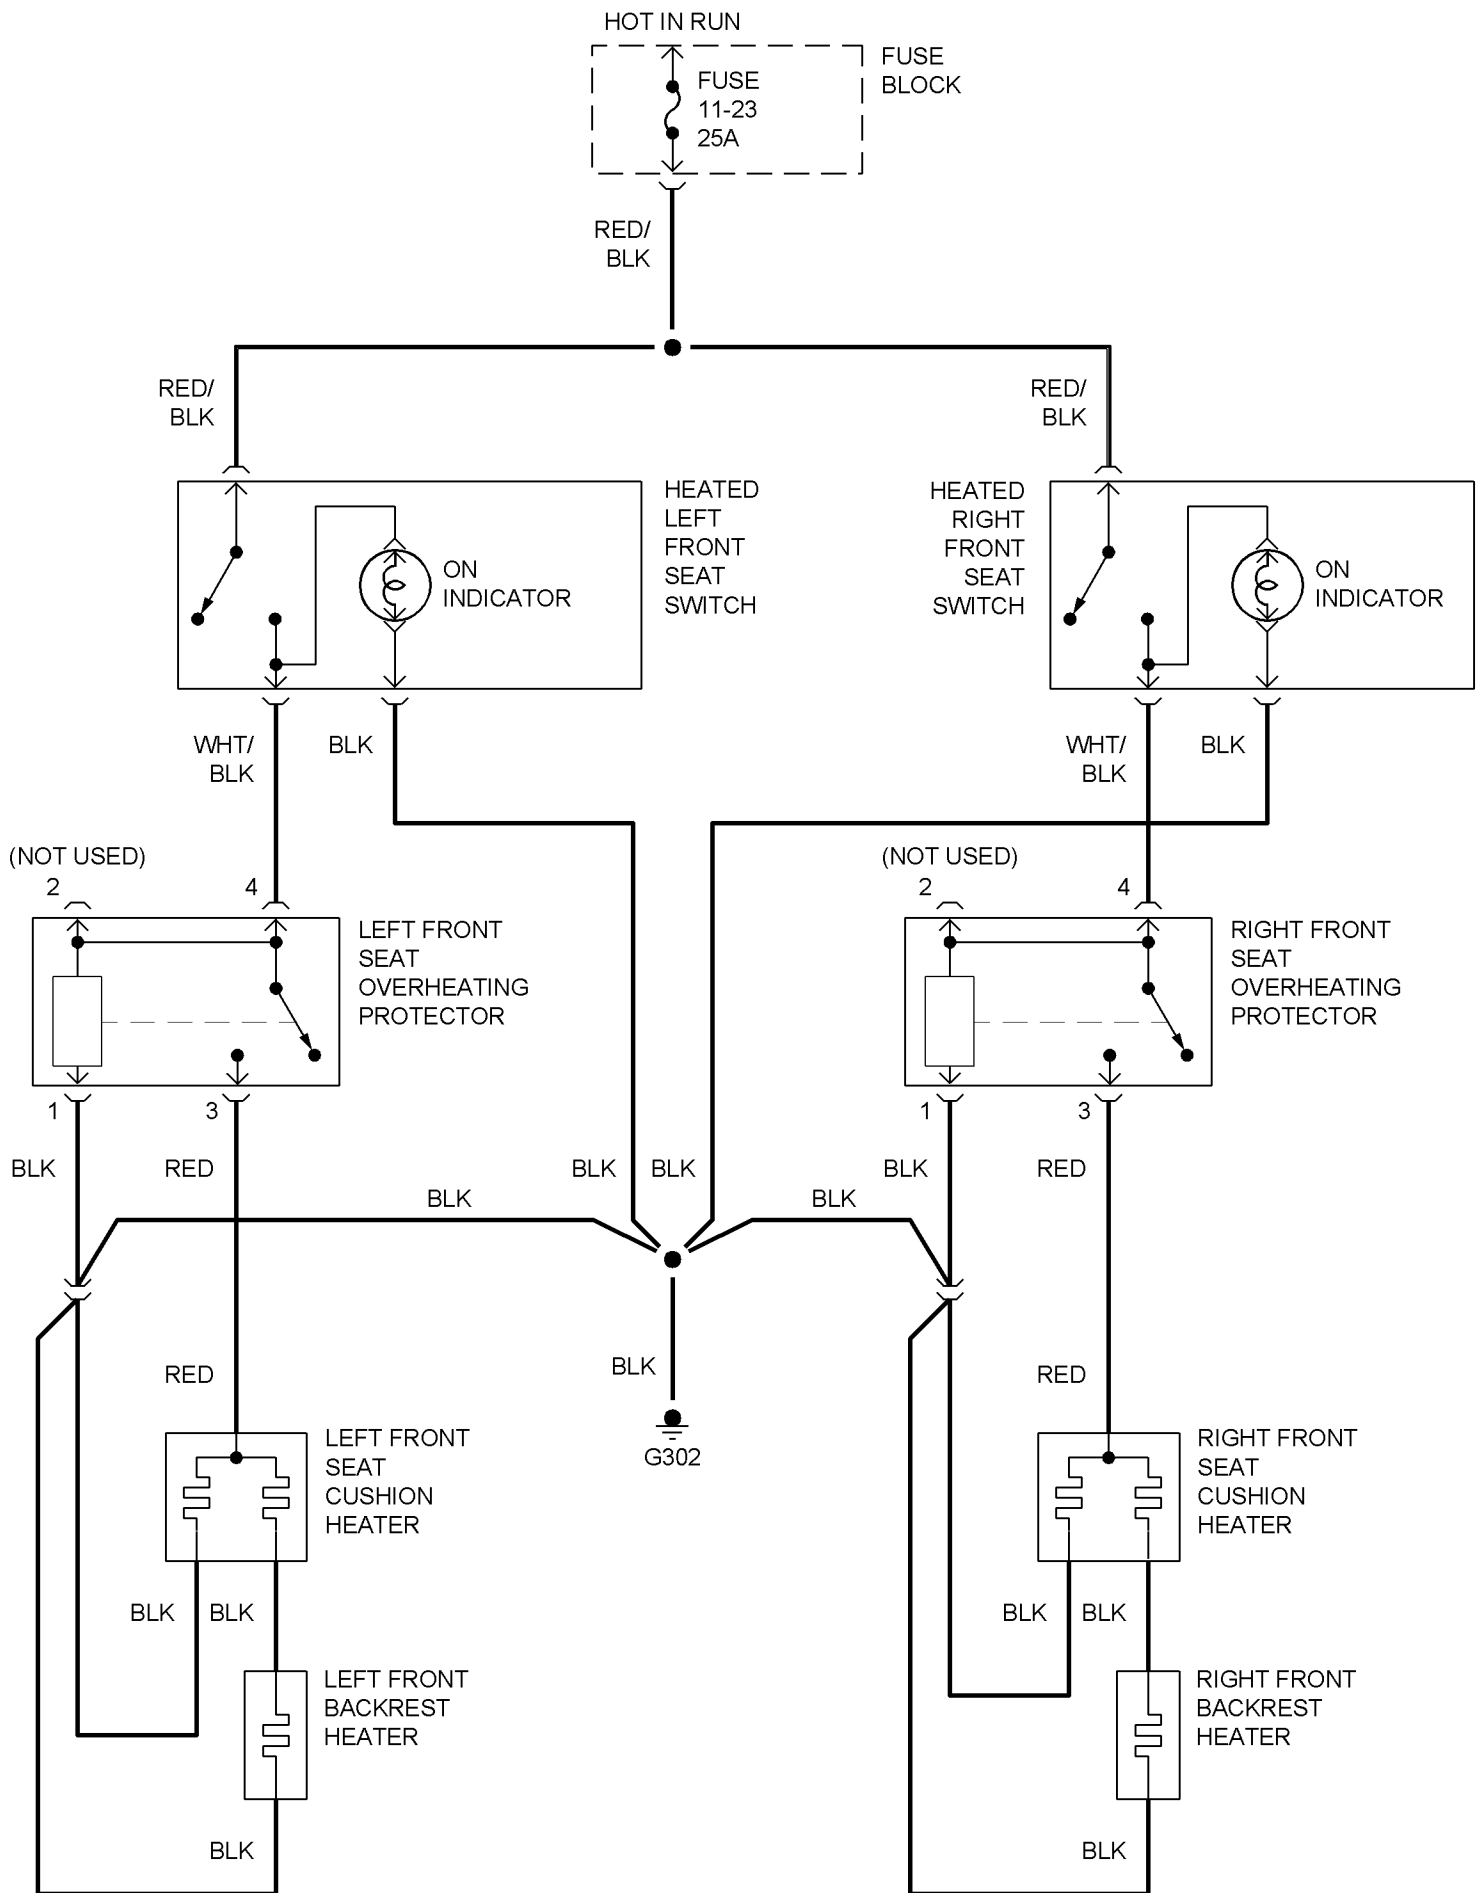 HOT IN RUN
FUSE
BLOCK
FUSE
11-23
25A
RED/
BLK
RED/
BLK
RED/
BLK
HEATED
LEFT
FRONT
SEAT
SWITCH
ON
INDICATOR
HEATED
RIGHT
FRONT
SEAT
SWITCH
ON
INDICATOR
WHT/
BLK
BLK
WHT/
BLK
BLK
(NOT USED)
2
4
(NOT USED)
2
4
LEFT FRONT
SEAT
OVERHEATING
PROTECTOR
RIGHT FRONT
SEAT
OVERHEATING
PROTECTOR
1
3
1
3
BLK
RED
BLK
BLK
BLK
RED
BLK
BLK
RED
BLK
RED
G302
LEFT FRONT
SEAT
CUSHION
HEATER
RIGHT FRONT
SEAT
CUSHION
HEATER
BLK
BLK
BLK
BLK
LEFT FRONT
BACKREST
HEATER
RIGHT FRONT
BACKREST
HEATER
BLK
BLK